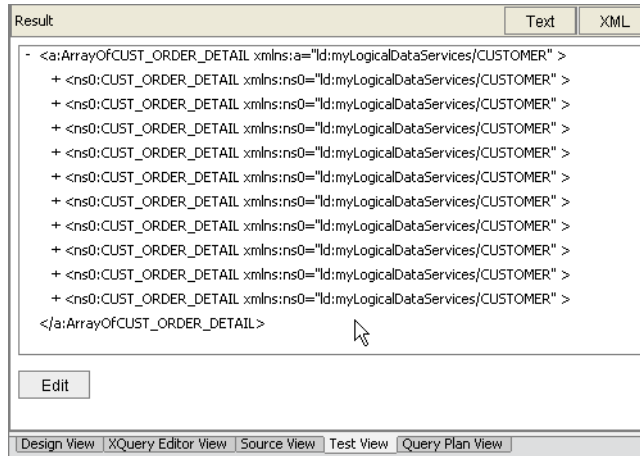 Result Text XML
- <a:ArrayOfCUST_ORDER_DETAIL xmlns:a="ld:myLogicalDataServices/CUSTOMER" >
+ <ns0:CUST_ORDER_DETAIL xmlns:ns0="ld:myLogicalDataServices/CUSTOMER" >
+ <ns0:CUST_ORDER_DETAIL xmlns:ns0="ld:myLogicalDataServices/CUSTOMER" >
+ <ns0:CUST_ORDER_DETAIL xmlns:ns0="ld:myLogicalDataServices/CUSTOMER" >
+ <ns0:CUST_ORDER_DETAIL xmlns:ns0="ld:myLogicalDataServices/CUSTOMER" >
+ <ns0:CUST_ORDER_DETAIL xmlns:ns0="ld:myLogicalDataServices/CUSTOMER" >
+ <ns0:CUST_ORDER_DETAIL xmlns:ns0="ld:myLogicalDataServices/CUSTOMER" >
+ <ns0:CUST_ORDER_DETAIL xmlns:ns0="ld:myLogicalDataServices/CUSTOMER" >
+ <ns0:CUST_ORDER_DETAIL xmlns:ns0="ld:myLogicalDataServices/CUSTOMER" >
+ <ns0:CUST_ORDER_DETAIL xmlns:ns0="ld:myLogicalDataServices/CUSTOMER" >
+ <ns0:CUST_ORDER_DETAIL xmlns:ns0="ld:myLogicalDataServices/CUSTOMER" >
</a:ArrayOfCUST_ORDER_DETAIL>
Edit
Design View XQuery Editor View Source View Test View Query Plan View